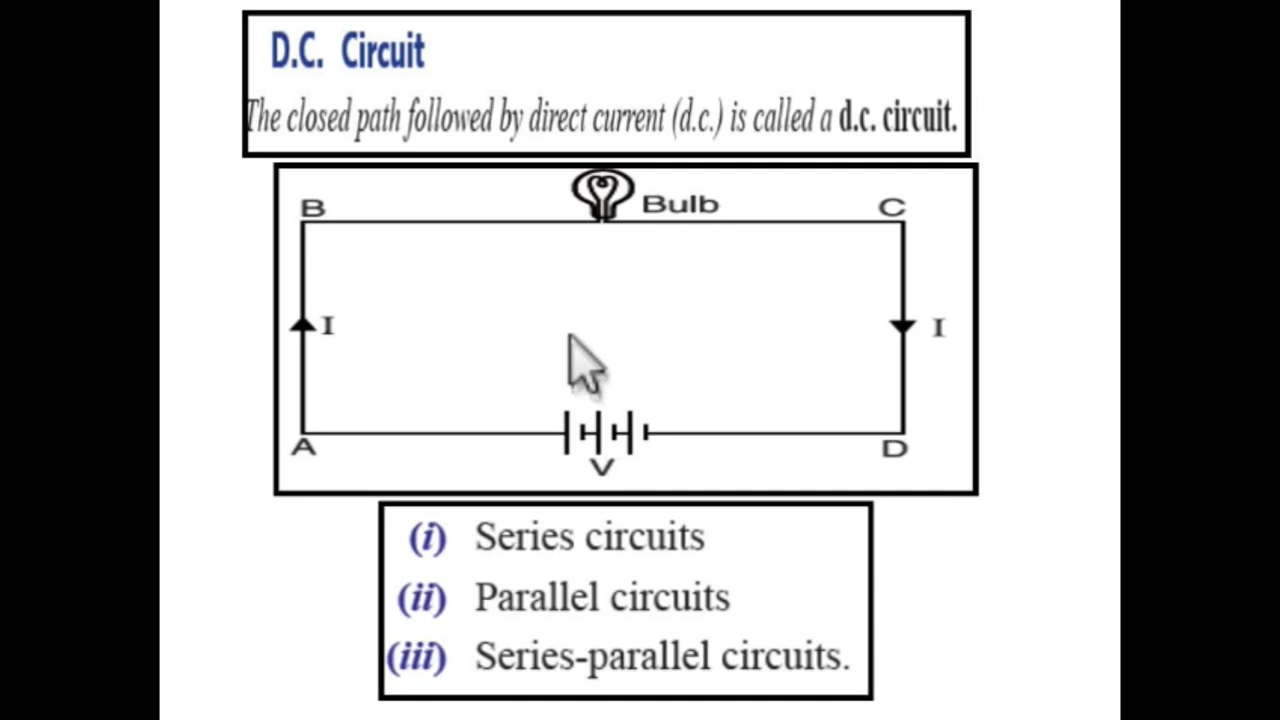 D.C. Circuit
The closed path followed by direct current (d.c.) is called a d.c. circuit.
B
Bulb
C
I
I
A
V
D
(i) Series circuits
(ii) Parallel circuits
(iii) Series-parallel circuits.